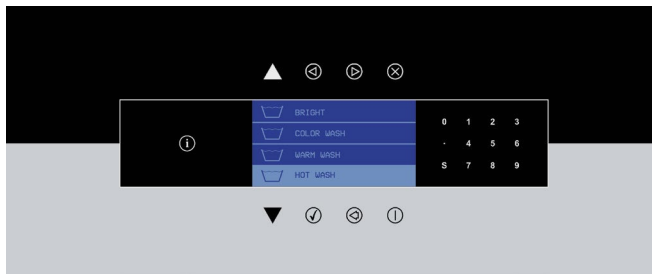 BRIGHT
COLOR WASH
WARM WASH
HOT WASH
0 1 2 3
· 4 5 6
S 7 8 9
i